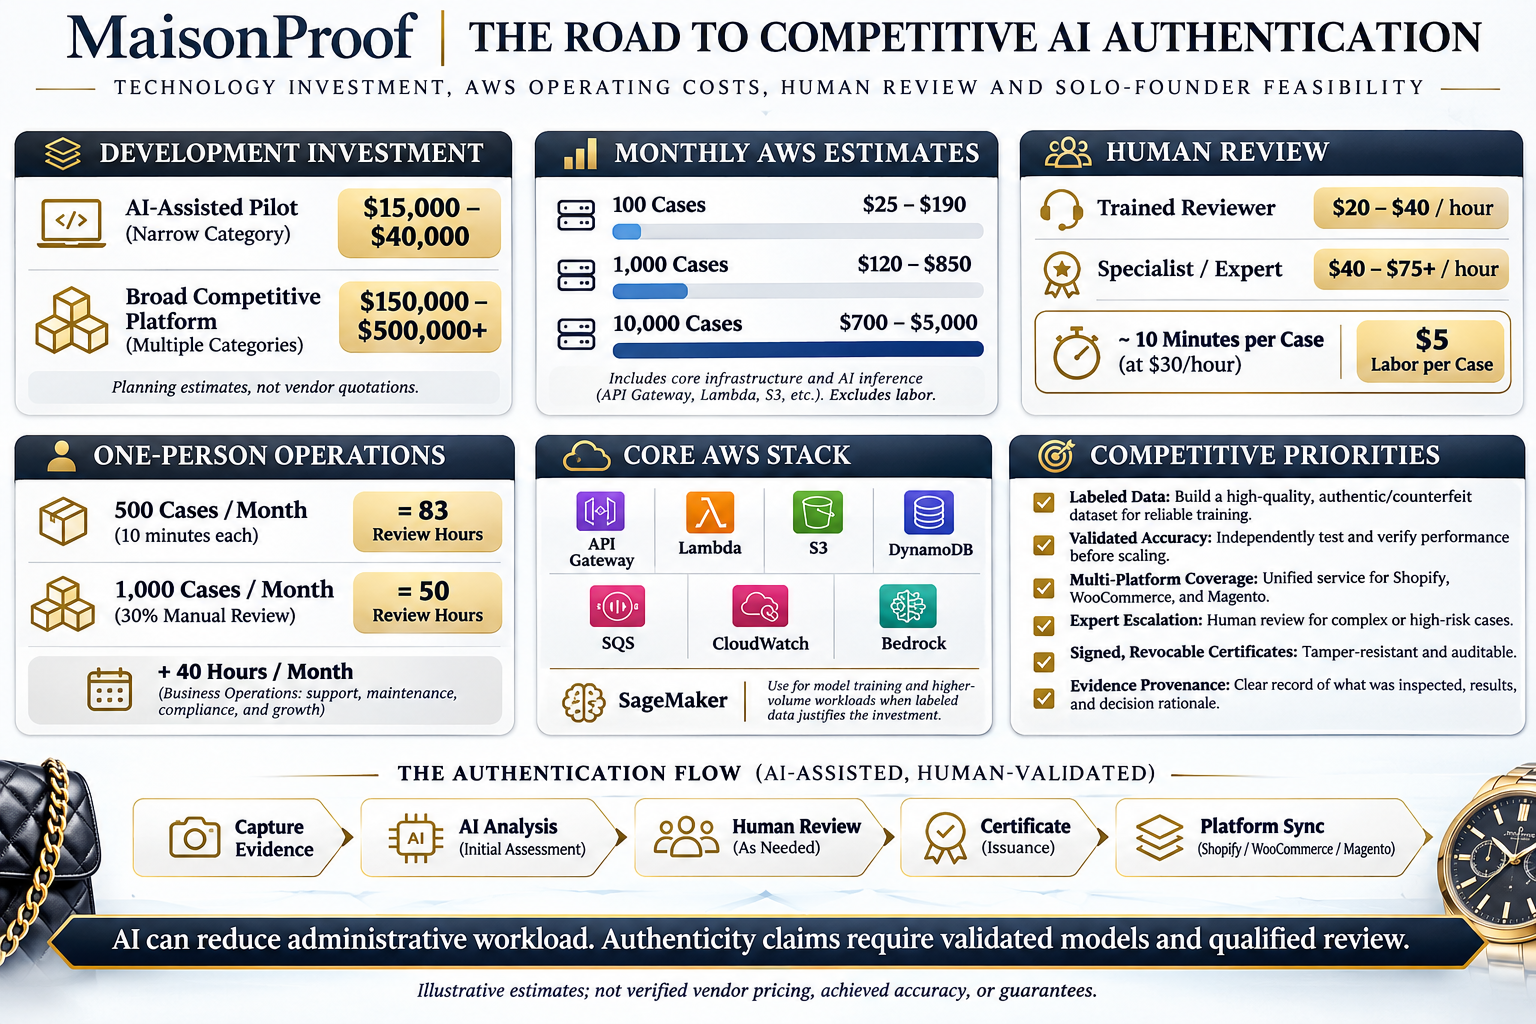 MaisonProof
THE ROAD TO COMPETITIVE AI AUTHENTICATION
TECHNOLOGY INVESTMENT, AWS OPERATING COSTS, HUMAN REVIEW AND SOLO-FOUNDER FEASIBILITY
DEVELOPMENT INVESTMENT
AI-Assisted Pilot
(Narrow Category)
$15,000 –
$40,000
Broad Competitive
Platform
(Multiple Categories)
$150,000 –
$500,000+
Planning estimates, not vendor quotations.
MONTHLY AWS ESTIMATES
100 Cases
$25 – $190
1,000 Cases
$120 – $850
10,000 Cases
$700 – $5,000
Includes core infrastructure and AI inference
(API Gateway, Lambda, S3, etc.). Excludes labor.
HUMAN REVIEW
Trained Reviewer
$20 – $40 / hour
Specialist / Expert
$40 – $75+ / hour
~ 10 Minutes per Case
(at $30/hour)
$5
Labor per Case
ONE-PERSON OPERATIONS
500 Cases / Month
(10 minutes each)
= 83
Review Hours
1,000 Cases / Month
(30% Manual Review)
= 50
Review Hours
+ 40 Hours / Month
(Business Operations: support, maintenance,
compliance, and growth)
CORE AWS STACK
API
Gateway
Lambda
S3
DynamoDB
SQS
CloudWatch
Bedrock
SageMaker
Use for model training and higher-
volume workloads when labeled
data justifies the investment.
COMPETITIVE PRIORITIES
Labeled Data: Build a high-quality, authentic/counterfeit
dataset for reliable training.
Validated Accuracy: Independently test and verify performance
before scaling.
Multi-Platform Coverage: Unified service for Shopify,
WooCommerce, and Magento.
Expert Escalation: Human review for complex or high-risk cases.
Signed, Revocable Certificates: Tamper-resistant and auditable.
Evidence Provenance: Clear record of what was inspected, results,
and decision rationale.
THE AUTHENTICATION FLOW (AI-ASSISTED, HUMAN-VALIDATED)
Capture
Evidence
AI
AI Analysis
(Initial Assessment)
Human Review
(As Needed)
Certificate
(Issuance)
Platform Sync
(Shopify / WooCommerce / Magento)
AI can reduce administrative workload. Authenticity claims require validated models and qualified review.
Illustrative estimates; not verified vendor pricing, achieved accuracy, or guarantees.